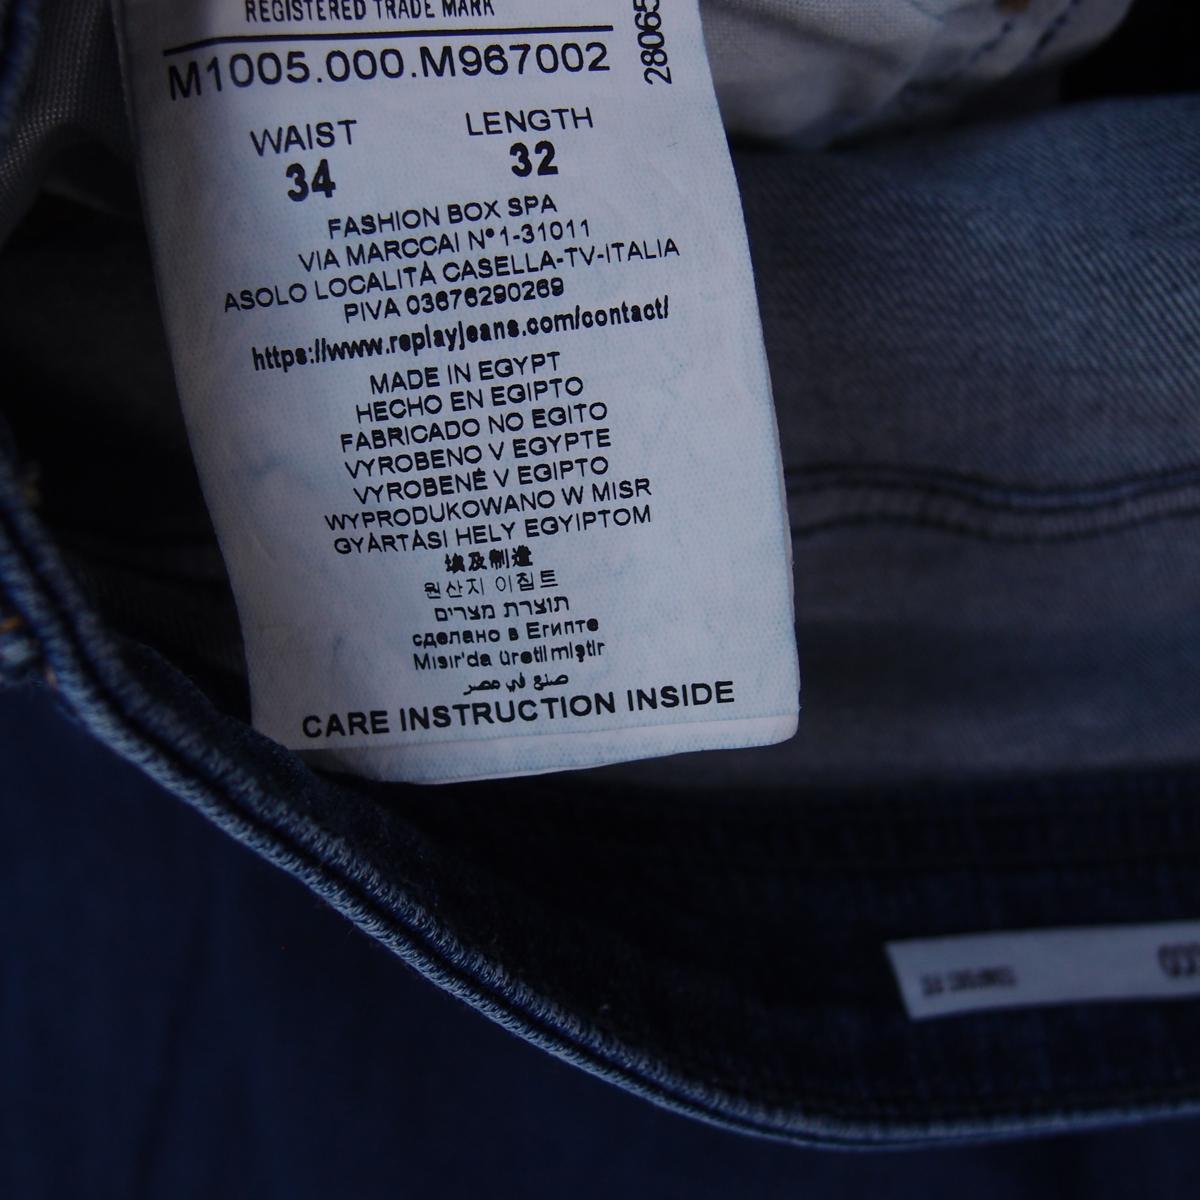 REGISTERED TRADE MARK
28065
M1005.000.M967002
WAIST LENGTH
34 32
FASHION BOX SPA
VIA MARCCAI N°1-31011
ASOLO LOCALITÀ CASELLA-TV-ITALIA
PIVA 03676290269
https://www.replayjeans.com/contact/
MADE IN EGYPT
HECHO EN EGIPTO
FABRICADO NO EGITO
VYROBENO V EGYPTE
VYROBENÉ V EGIPTO
WYPRODUKOWANO W MISR
GYÁRTÁSI HELY EGYIPTOM
埃及制造
원산지 이집트
תוצרת מצרים
сделано в Египте
Mısır'da üretilmiştir
صنع في مصر
CARE INSTRUCTION INSIDE